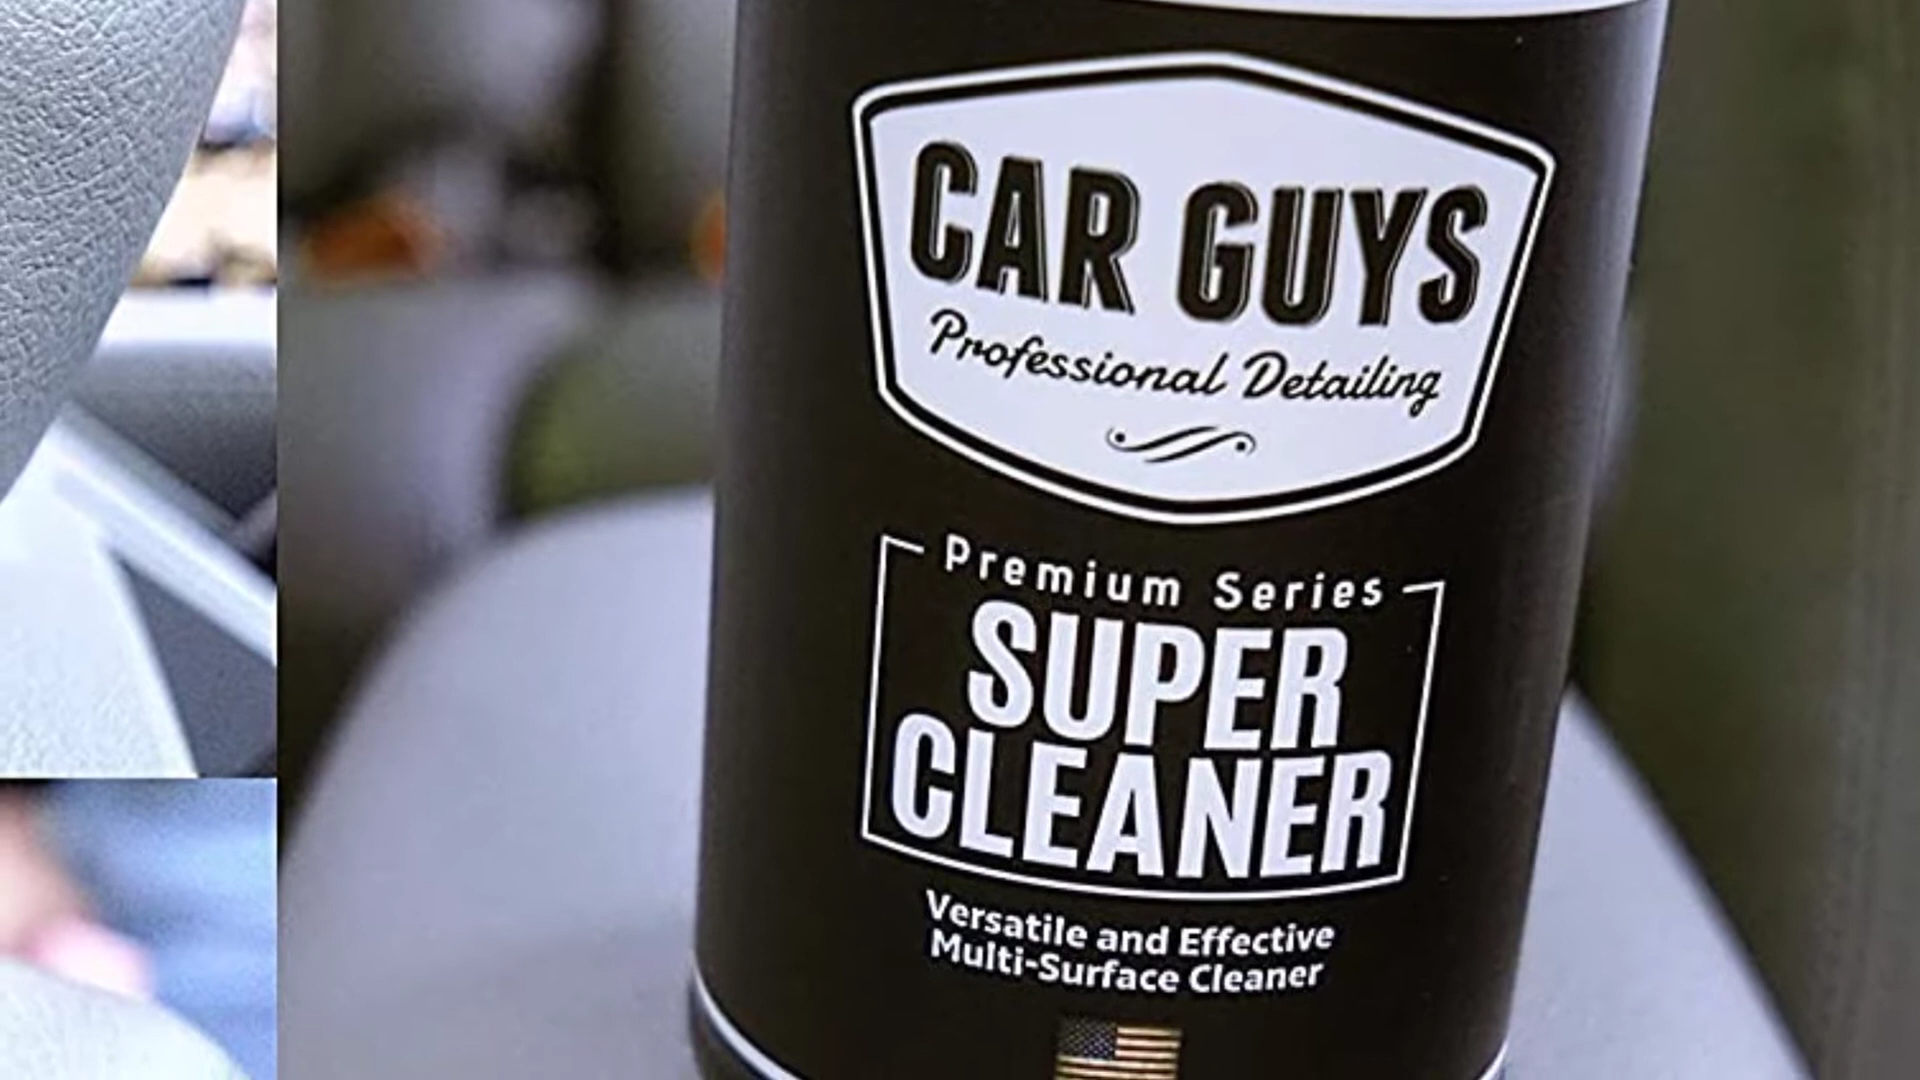 CAR GUYS
Professional Detailing
Premium Series
SUPER
CLEANER
Versatile and Effective
Multi-Surface Cleaner